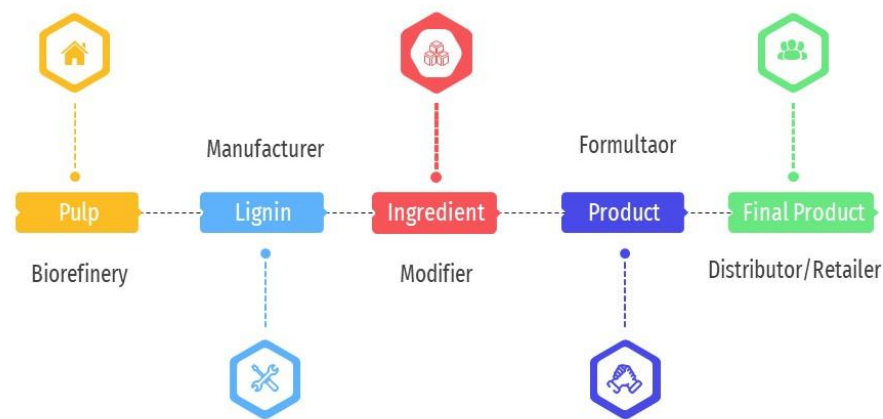 Manufacturer
Formultaor
Pulp
Lignin
Ingredient
Product
Final Product
Biorefinery
Modifier
Distributor/Retailer